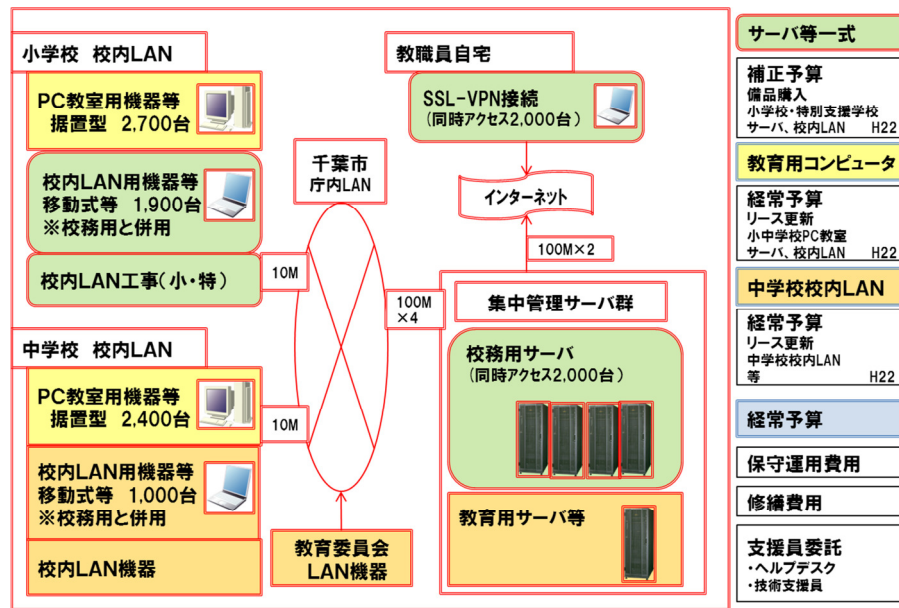 小学校 校内LAN
PC教室用機器等
据置型 2,700台
校内LAN用機器等
移動式等 1,900台
※校務用と併用
校内LAN工事(小・特)
10M
中学校 校内LAN
PC教室用機器等
据置型 2,400台
10M
校内LAN用機器等
移動式等 1,000台
※校務用と併用
校内LAN機器
千葉市
庁内LAN
教育委員会
LAN機器
教職員自宅
SSL-VPN接続
(同時アクセス2,000台)
インターネット
100M×2
100M
×4
集中管理サーバ群
校務用サーバ
(同時アクセス2,000台)
教育用サーバ等
サーバ等一式
補正予算
備品購入
小学校・特別支援学校
サーバ、校内LAN H22
教育用コンピュータ
経常予算
リース更新
小中学校PC教室
サーバ、校内LAN H22
中学校校内LAN
経常予算
リース更新
中学校校内LAN
等 H22
経常予算
保守運用費用
修繕費用
支援員委託
・ヘルプデスク
・技術支援員